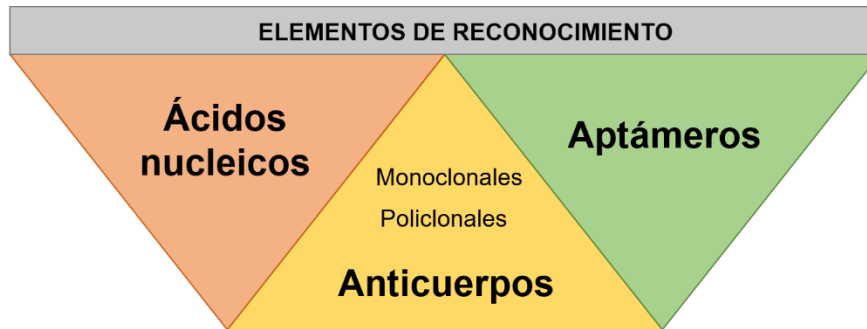 ELEMENTOS DE RECONOCIMIENTO
Ácidos
nucleicos
Monoclonales
Policlonales
Anticuerpos
Aptámeros